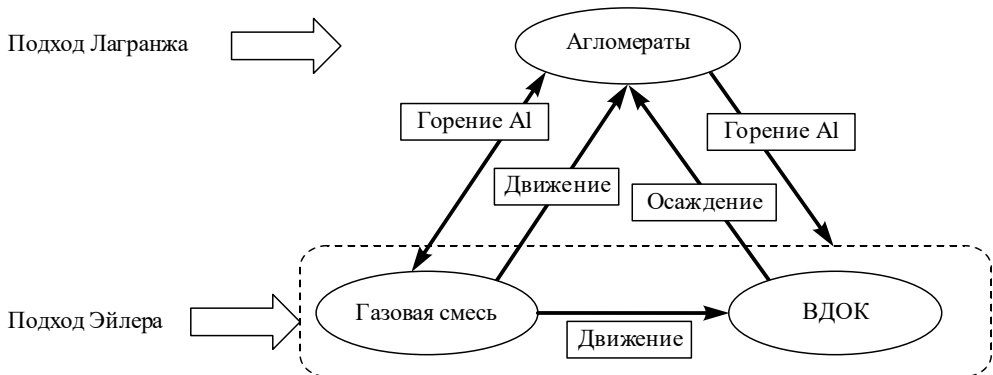 Подход Лагранжа
Агломераты
Горение Al
Горение Al
Движение
Осаждение
Подход Эйлера
Газовая смесь
ВДОК
Движение